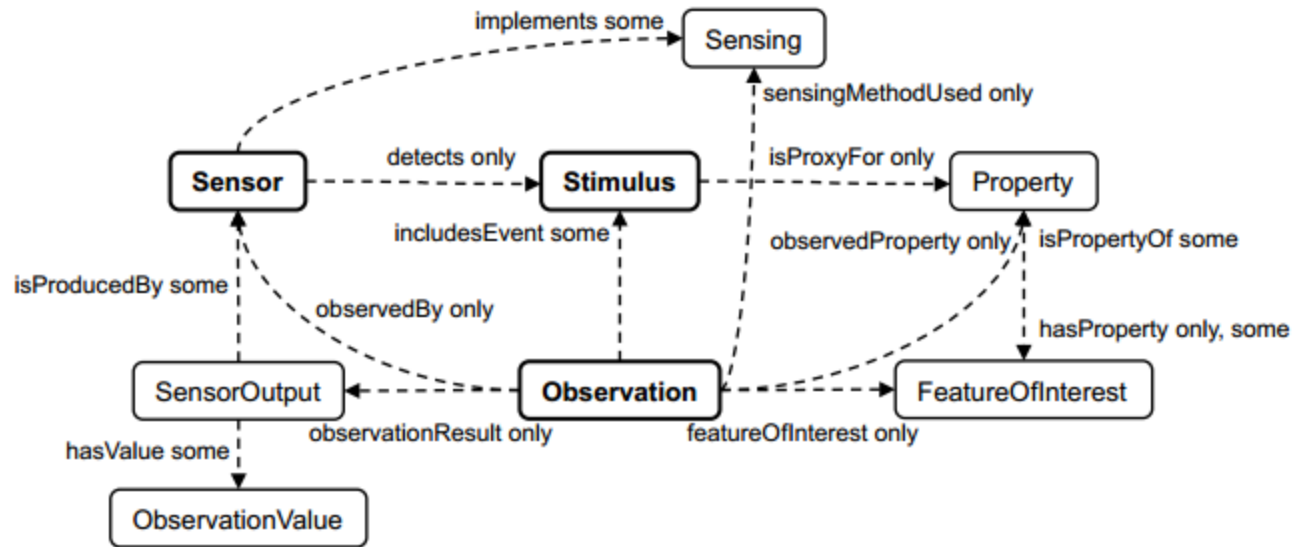 implements some
Sensing
sensingMethodUsed only
detects only
isProxyFor only
Sensor
Stimulus
Property
includesEvent some
observedProperty only
isPropertyOf some
isProducedBy some
observedBy only
hasProperty only, some
SensorOutput
Observation
FeatureOfInterest
observationResult only
featureOfInterest only
hasValue some
ObservationValue